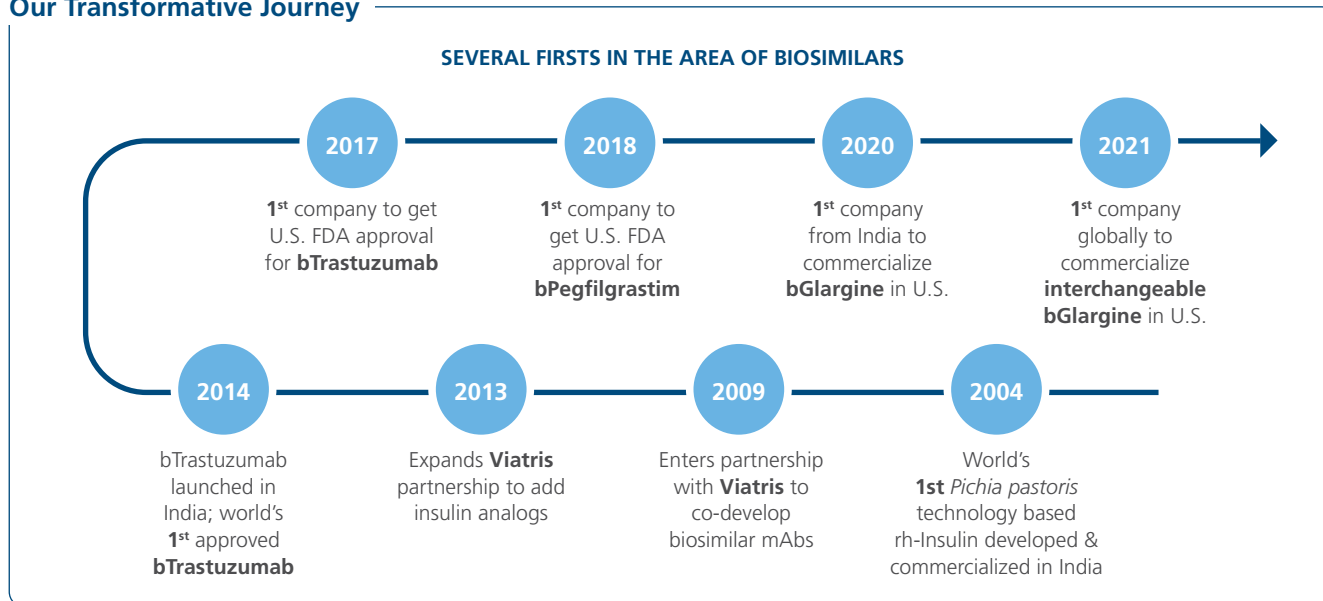 Our Transformative Journey
SEVERAL FIRSTS IN THE AREA OF BIOSIMILARS
2017
1st company to get
U.S. FDA approval
for bTrastuzumab
2018
1st company to
get U.S. FDA
approval for
bPegfilgrastim
2020
1st company
from India to
commercialize
bGlargine in U.S.
2021
1st company
globally to
commercialize
interchangeable
bGlargine in U.S.
2014
bTrastuzumab
launched in
India; world's
1st approved
bTrastuzumab
2013
Expands Viatris
partnership to add
insulin analogs
2009
Enters partnership
with Viatris to
co-develop
biosimilar mAbs
2004
World's
1st Pichia pastoris
technology based
rh-Insulin developed &
commercialized in India